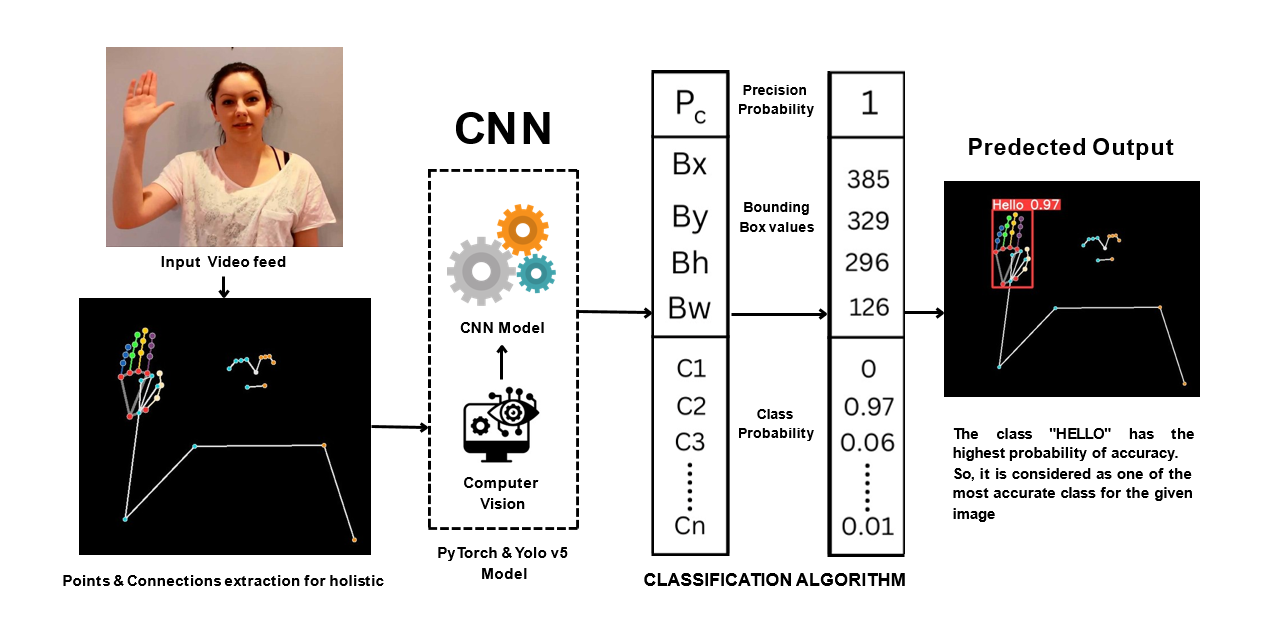 Input Video feed
Points & Connections extraction for holistic
CNN
CNN Model
Computer
Vision
PyTorch & Yolo v5
Model
Pc
Precision
Probability
1
Bx
By
Bh
Bw
Bounding
Box values
385
329
296
126
C1
C2
C3
Cn
Class
Probability
0
0.97
0.06
0.01
CLASSIFICATION ALGORITHM
Predected Output
Hello 0.97
The class "HELLO" has the
highest probability of accuracy.
So, it is considered as one of the
most accurate class for the given
image